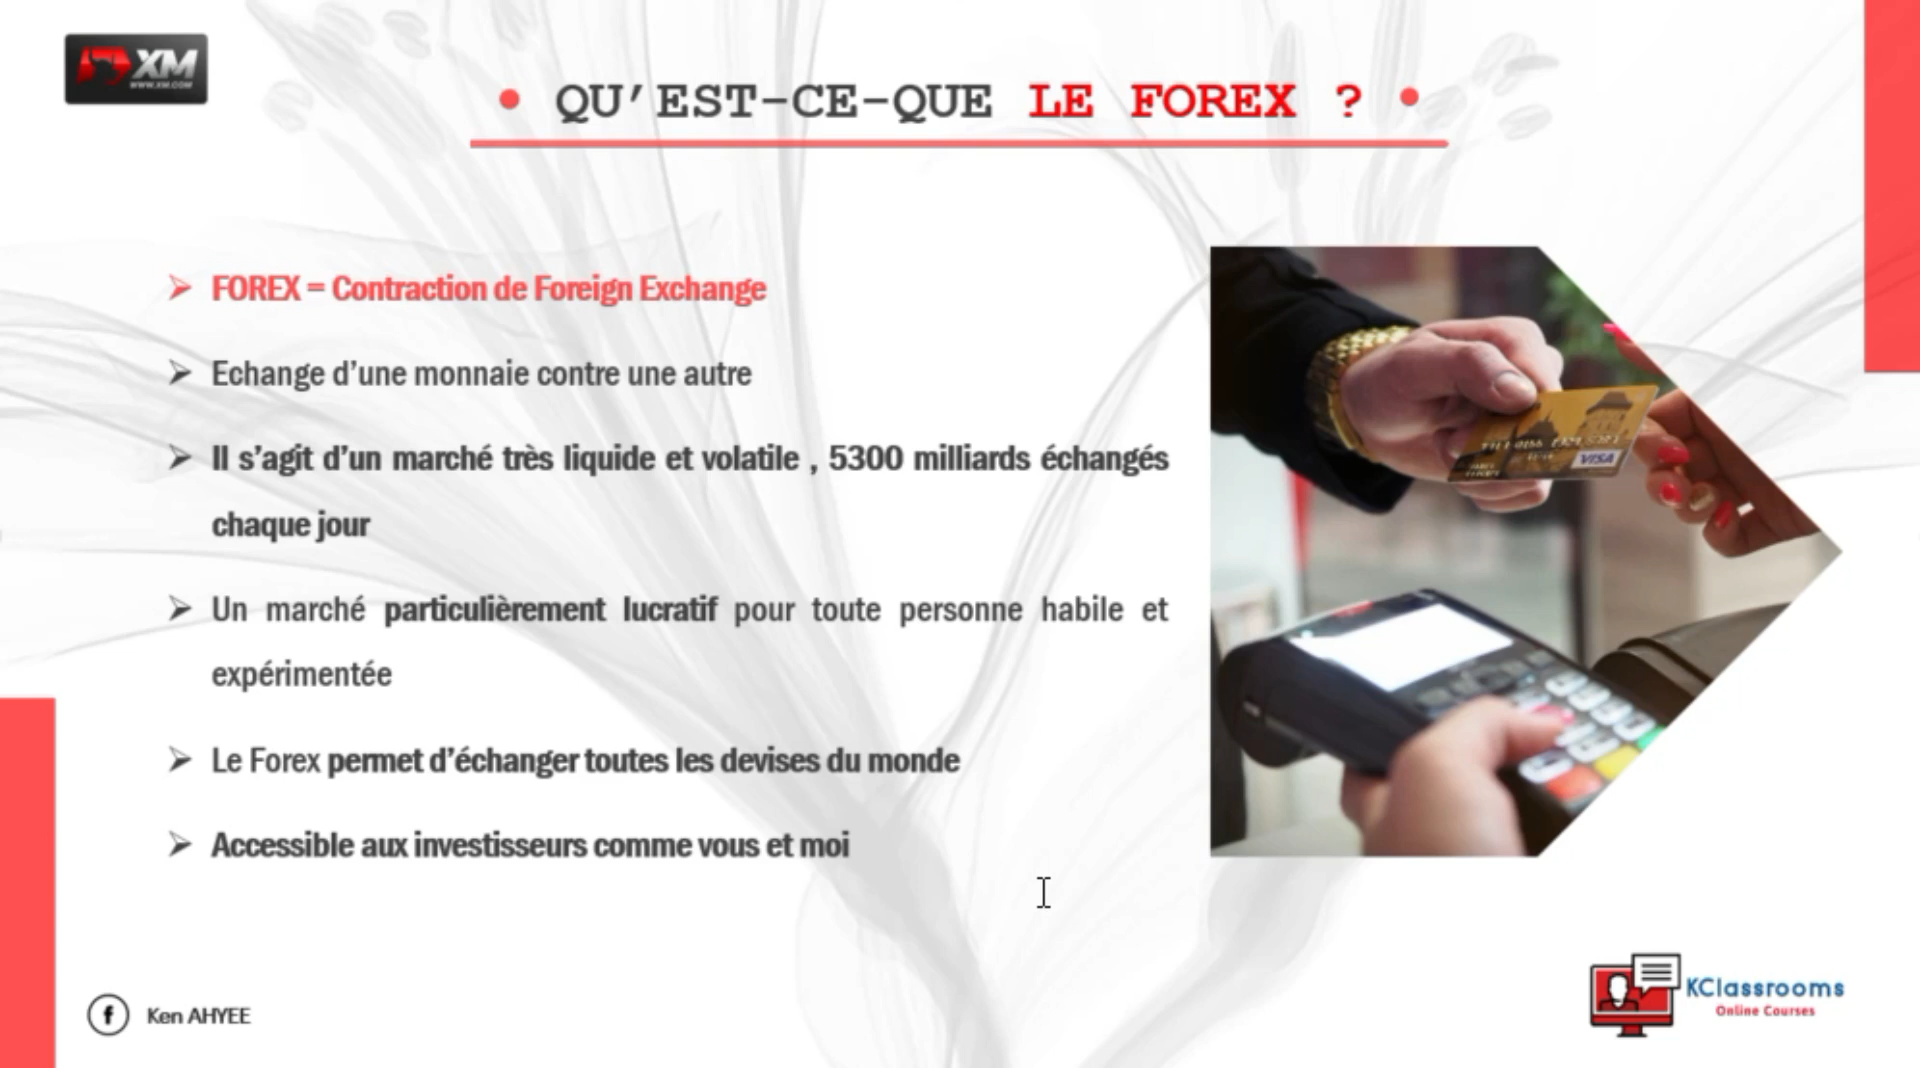 XM
WWW.XM.COM
• QU'EST-CE-QUE LE FOREX ? •
➢ FOREX = Contraction de Foreign Exchange
➢ Echange d'une monnaie contre une autre
➢ Il s'agit d'un marché très liquide et volatile , 5300 milliards échangés
chaque jour
➢ Un marché particulièrement lucratif pour toute personne habile et
expérimentée
➢ Le Forex permet d'échanger toutes les devises du monde
➢ Accessible aux investisseurs comme vous et moi
VISA
f Ken AHYEE
KClassrooms
Online Courses